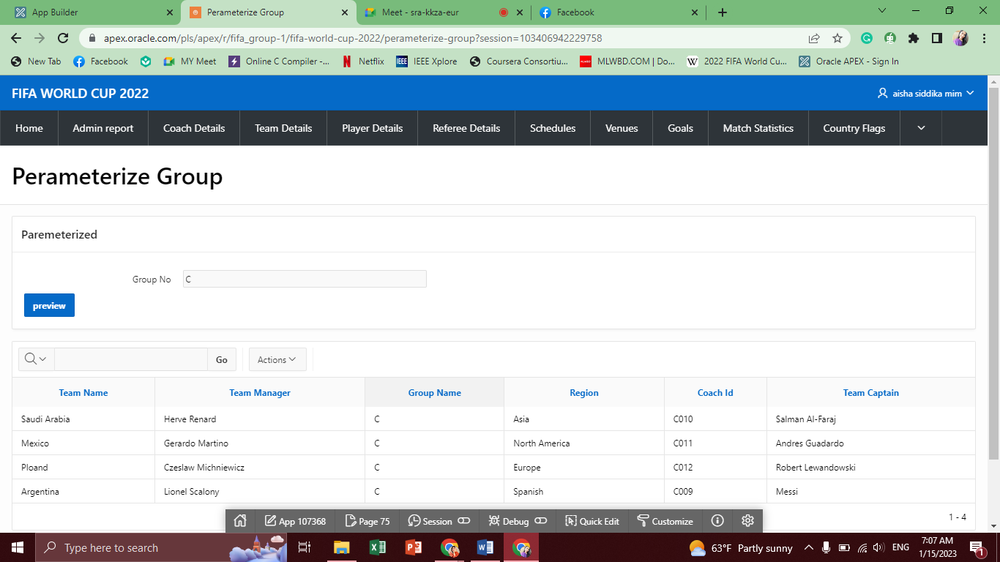 App Builder
Perameterize Group
Meet - sra-kkza-eur
Facebook
apex.oracle.com/pls/apex/r/fifa_group-1/fifa-world-cup-2022/perameterize-group?session=103406942229758
New Tab
Facebook
MY Meet
Online C Compiler -...
Netflix
IEEE
IEEE Xplore
Coursera Consortiu...
MLWBD.COM | Do...
W
2022 FIFA World Cu...
Oracle APEX - Sign In
FIFA WORLD CUP 2022
aisha siddika mim
Home
Admin report
Coach Details
Team Details
Player Details
Referee Details
Schedules
Venues
Goals
Match Statistics
Country Flags
Perameterize Group
Paremeterized
Group No
C
preview
Go
Actions
Team Name Team Manager Group Name Region Coach Id Team Captain
Saudi Arabia Herve Renard C Asia C010 Salman Al-Faraj
Mexico Gerardo Martino C North America C011 Andres Guadardo
Ploand Czeslaw Michniewicz C Europe C012 Robert Lewandowski
Argentina Lionel Scalony C Spanish C009 Messi
1 - 4
App 107368
Page 75
Session
Debug
Quick Edit
Customize
Type here to search
63°F Partly sunny
ENG
7:07 AM
1/15/2023
1